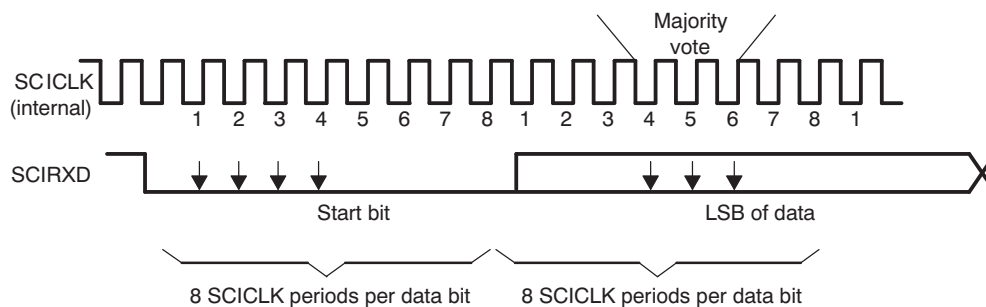 Majority
vote
SCICLK
(internal)
1 2 3 4 5 6 7 8 1 2 3 4 5 6 7 8 1
SCIRXD
Start bit LSB of data
8 SCICLK periods per data bit 8 SCICLK periods per data bit